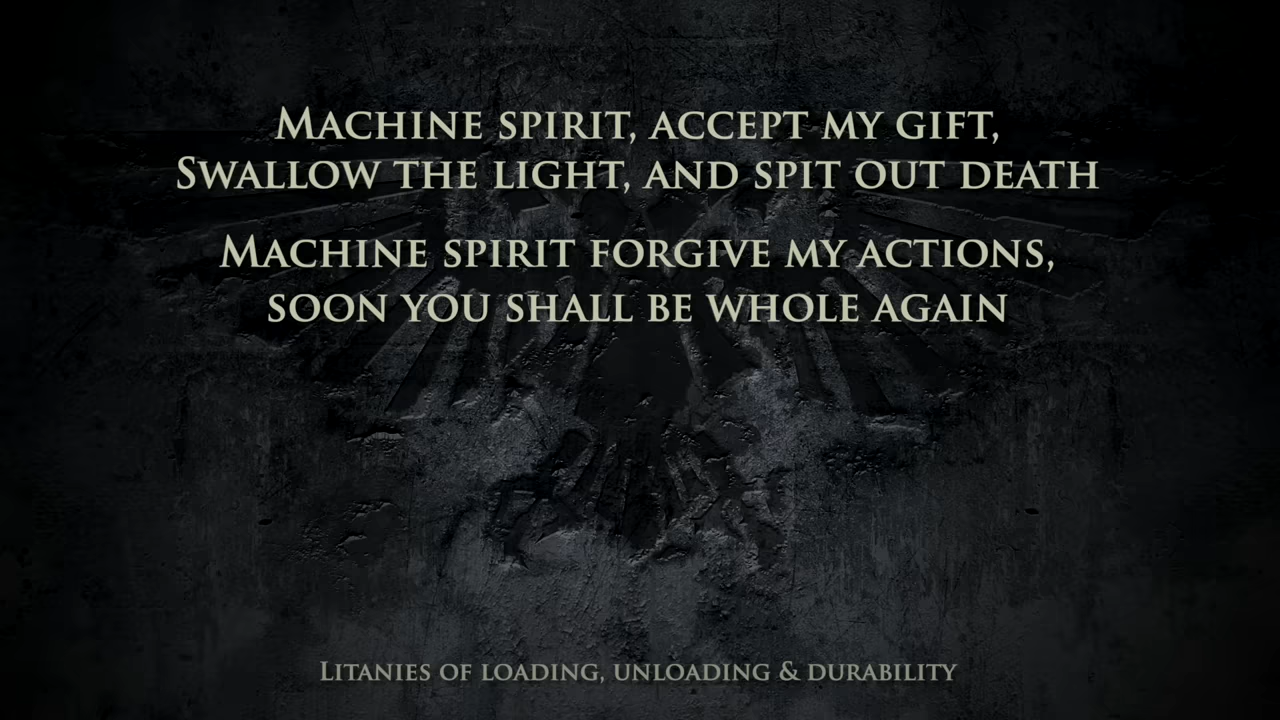 Machine spirit, accept my gift,
Swallow the light, and spit out death
Machine spirit forgive my actions,
soon you shall be whole again
Litanies of loading, unloading & durability